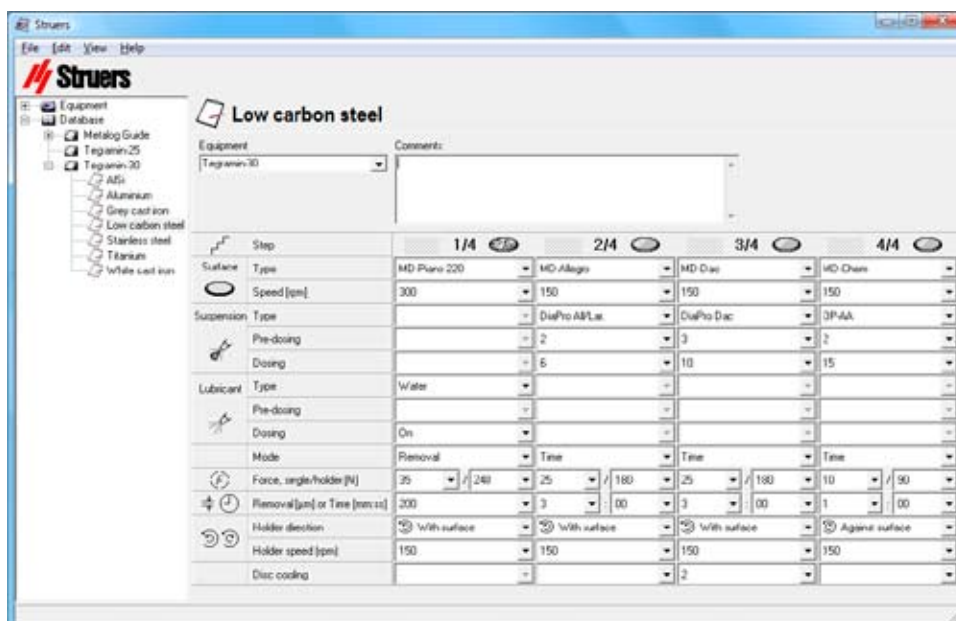 Struers
File Edit View Help
Struers
Equipment
Database
Metalog Guide
Tegramin-25
Tegramin-30
AlSi
Aluminium
Grey cast iron
Low carbon steel
Stainless steel
Titanium
White cast iron
Low carbon steel
Equipment Comments
Tegramin-30
Step 1/4 2/4 3/4 4/4
Surface Type MD-Piano 220 MD-Allegro MD-Dac MD-Chem
Speed [rpm] 300 150 150 150
Suspension Type DiaPro All/Lar. DiaPro Dac OP-AA
Pre-dosing 2 3 2
Dosing 6 10 15
Lubricant Type Water
Pre-dosing
Dosing On
Mode Removal Time Time Time
F Force, single/holder [N] 35 / 240 25 / 180 25 / 180 10 / 90
Removal [µm] or Time [mm:ss] 200 3 : 00 3 : 00 1 : 00
Holder direction With surface With surface With surface Against surface
Holder speed [rpm] 150 150 150 150
Disc cooling 2